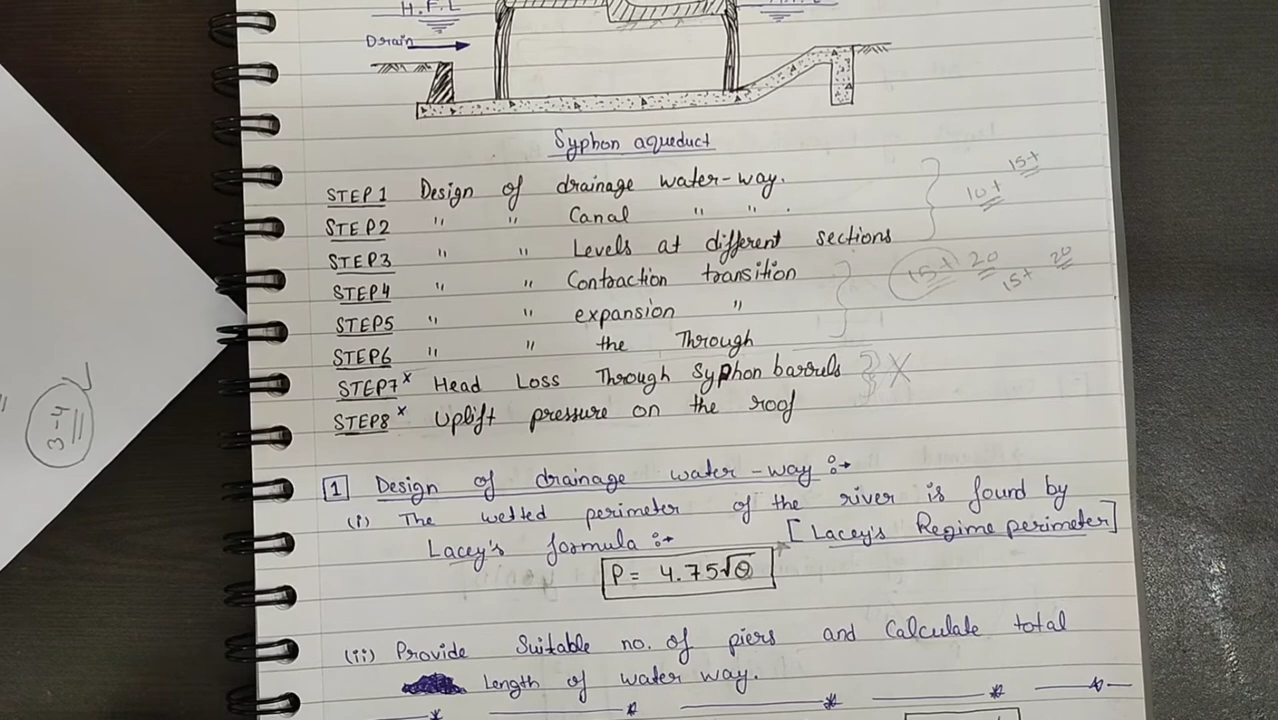 H.F.L
Drain
Syphon aqueduct
STEP 1 Design of drainage water-way.
STEP2 " " Canal " " .
STEP3 " " Levels at different sections
STEP4 " " Contraction transition
STEP5 " " expansion "
STEP6 " " the Through
STEP7 x Head Loss Through Syphon barrels
STEP8 x Uplift pressure on the roof
10+ 15+
15+ 20 15+ 20
X
3-4
1 Design of drainage water-way :→
(i) The wetted perimeter of the river is found by
Lacey's formula :→ [Lacey's Regime perimeter]
P = 4.75√Q
(ii) Provide Suitable no. of piers and Calculate total
Length of water way.